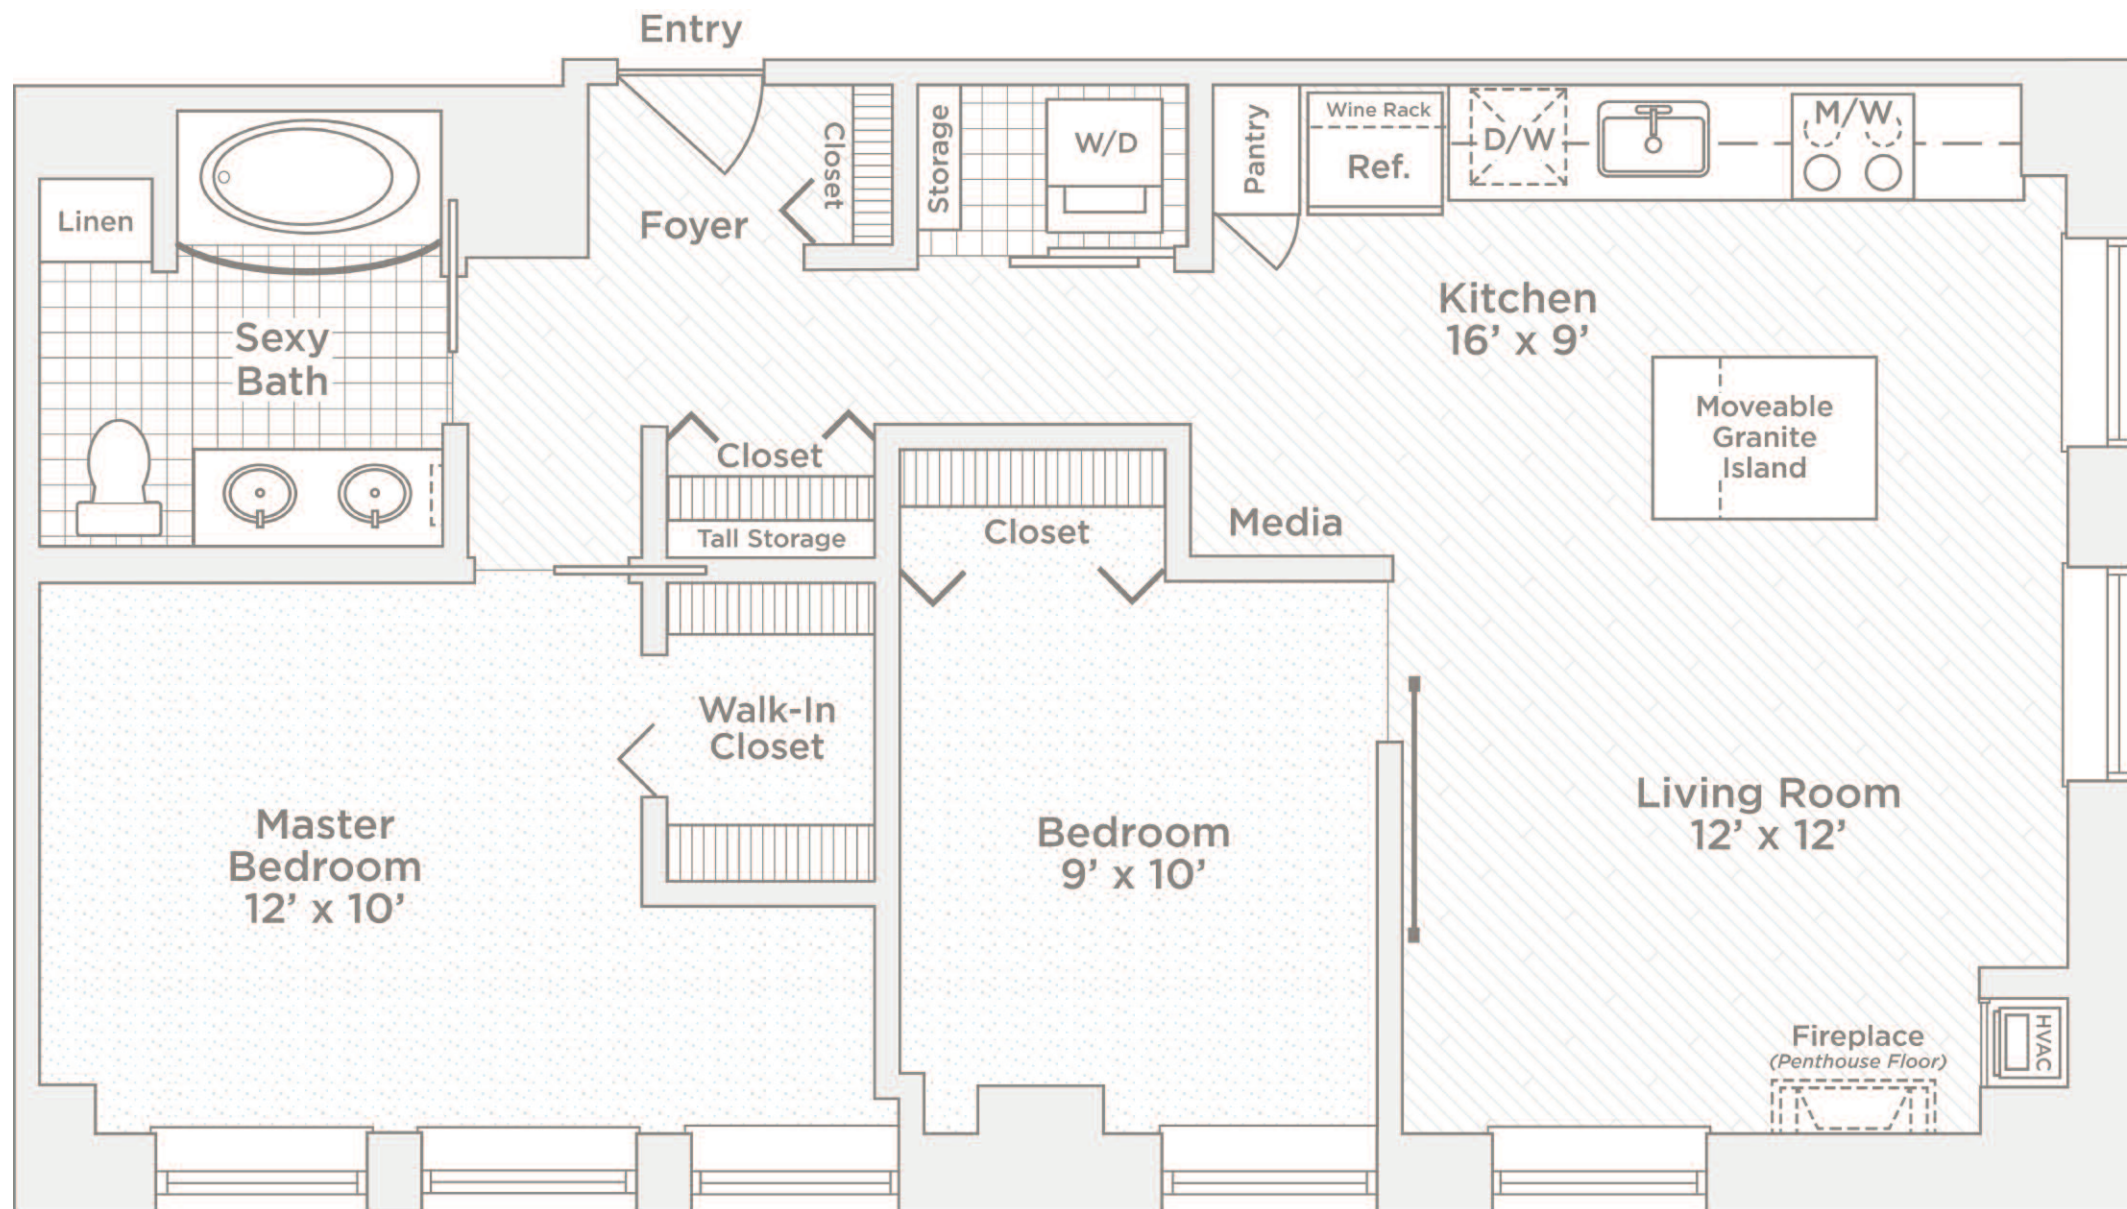 Entry
Closet
Storage
W/D
Pantry
Wine Rack
Ref.
D/W
M/W
Linen
Foyer
Sexy
Bath
Kitchen
16’ x 9’
Moveable
Granite
Island
Closet
Tall Storage
Closet
Media
Walk-In
Closet
Master
Bedroom
12’ x 10’
Bedroom
9’ x 10’
Living Room
12’ x 12’
Fireplace
(Penthouse Floor)
HVAC